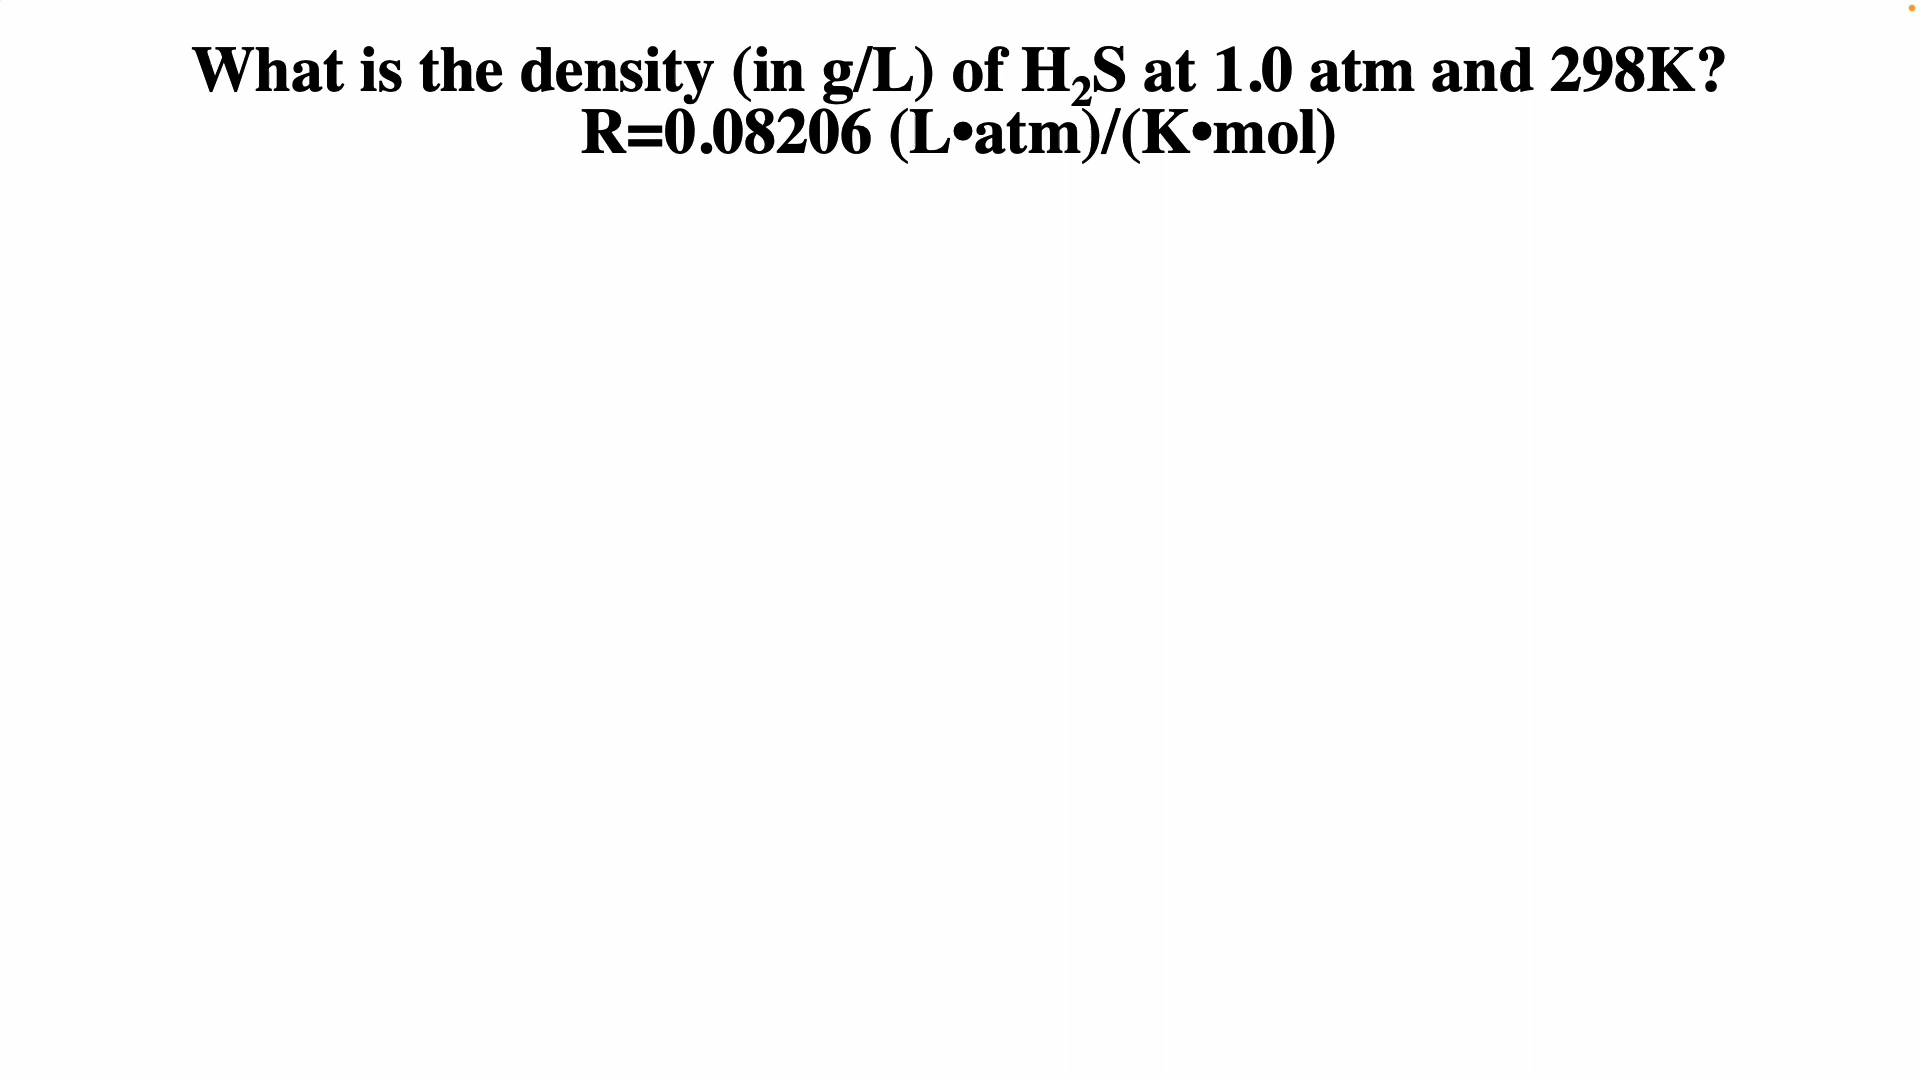 What is the density (in g/L) of H₂S at 1.0 atm and 298K?
R=0.08206 (L•atm)/(K•mol)